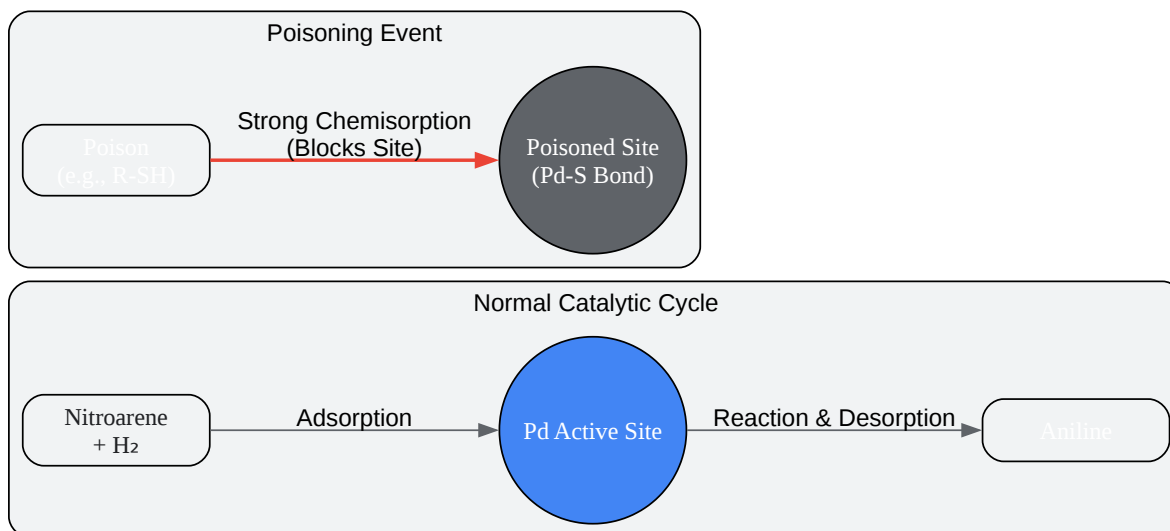 Poisoning Event
Poison
(e.g., R-SH)
Strong Chemisorption
(Blocks Site)
Poisoned Site
(Pd-S Bond)
Normal Catalytic Cycle
Nitroarene
+ H₂
Adsorption
Pd Active Site
Reaction & Desorption
Aniline